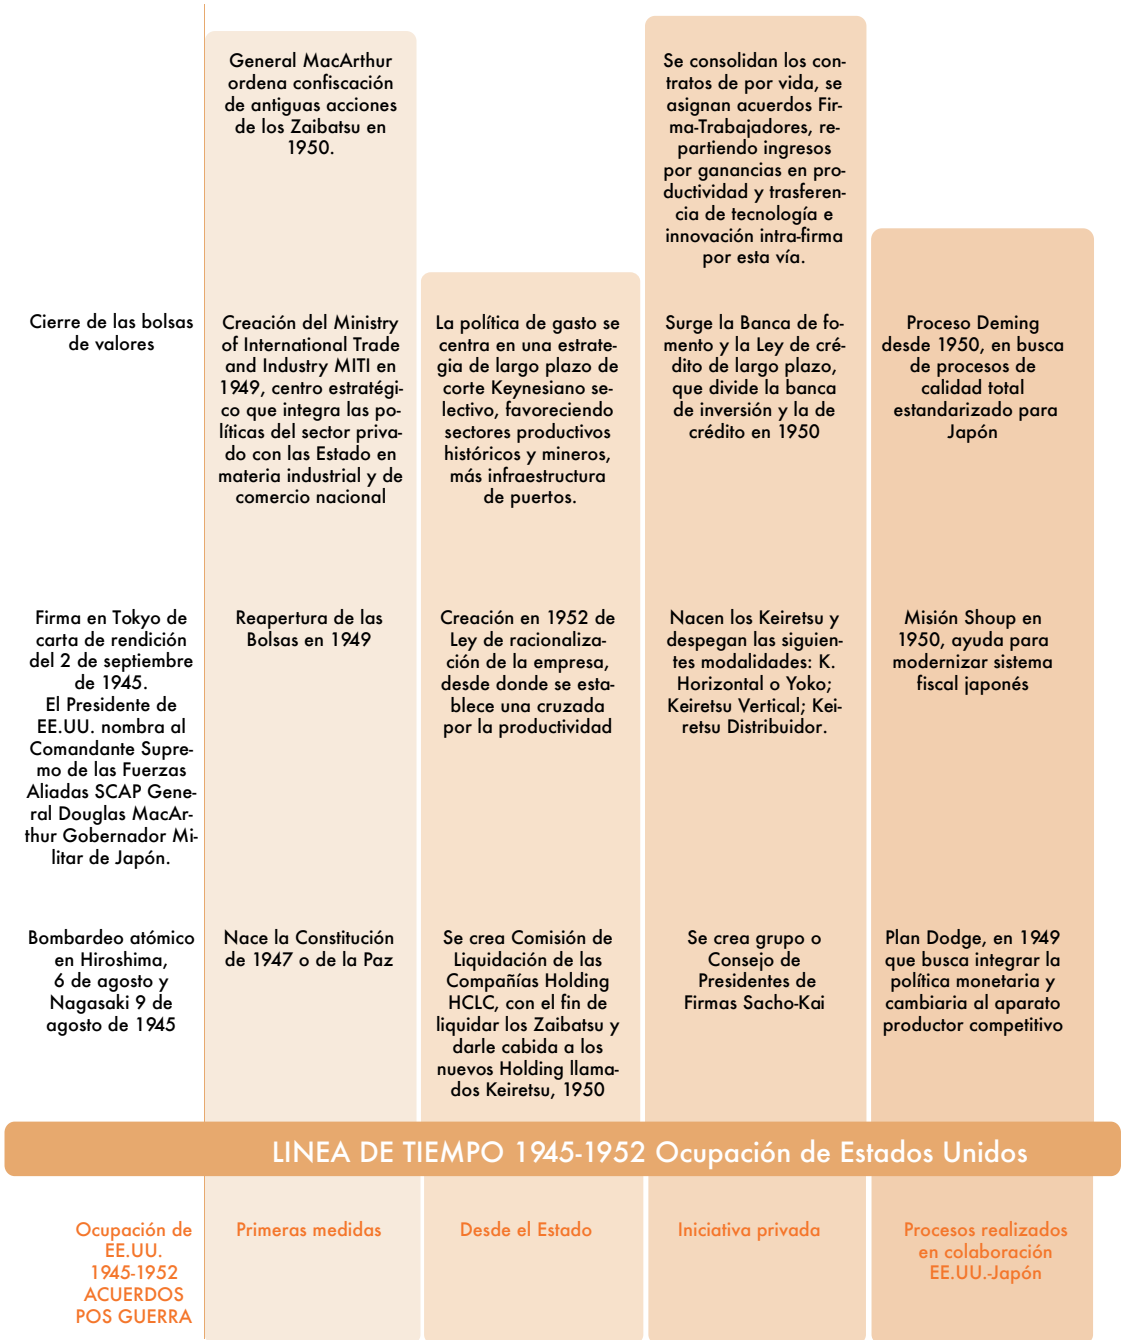 General MacArthur
ordena confiscación
de antiguas acciones
de los Zaibatsu en
1950.
Se consolidan los con-
tratos de por vida, se
asignan acuerdos Fir-
ma-Trabajadores, re-
partiendo ingresos
por ganancias en pro-
ductividad y trasferen-
cia de tecnología e
innovación intra-firma
por esta vía.
Cierre de las bolsas
de valores
Creación del Ministry
of International Trade
and Industry MITI en
1949, centro estratégi-
co que integra las po-
líticas del sector priva-
do con las Estado en
materia industrial y de
comercio nacional
La política de gasto se
centra en una estrate-
gia de largo plazo de
corte Keynesiano se-
lectivo, favoreciendo
sectores productivos
históricos y mineros,
más infraestructura
de puertos.
Surge la Banca de fo-
mento y la Ley de cré-
dito de largo plazo,
que divide la banca
de inversión y la de
crédito en 1950
Proceso Deming
desde 1950, en busca
de procesos de
calidad total
estandarizado para
Japón
Firma en Tokyo de
carta de rendición
del 2 de septiembre
de 1945.
El Presidente de
EE.UU. nombra al
Comandante Supre-
mo de las Fuerzas
Aliadas SCAP Gene-
ral Douglas MacAr-
thur Gobernador Mi-
litar de Japón.
Reapertura de las
Bolsas en 1949
Creación en 1952 de
Ley de racionaliza-
ción de la empresa,
desde donde se esta-
blece una cruzada
por la productividad
Nacen los Keiretsu y
despegan las siguien-
tes modalidades: K.
Horizontal o Yoko;
Keiretsu Vertical; Kei-
retsu Distribuidor.
Misión Shoup en
1950, ayuda para
modernizar sistema
fiscal japonés
Bombardeo atómico
en Hiroshima,
6 de agosto y
Nagasaki 9 de
agosto de 1945
Nace la Constitución
de 1947 o de la Paz
Se crea Comisión de
Liquidación de las
Compañías Holding
HCLC, con el fin de
liquidar los Zaibatsu y
darle cabida a los
nuevos Holding llama-
dos Keiretsu, 1950
Se crea grupo o
Consejo de
Presidentes de
Firmas Sacho-Kai
Plan Dodge, en 1949
que busca integrar la
política monetaria y
cambiaria al aparato
productor competitivo
LINEA DE TIEMPO 1945-1952 Ocupación de Estados Unidos
Ocupación de
EE.UU.
1945-1952
ACUERDOS
POS GUERRA
Primeras medidas
Desde el Estado
Iniciativa privada
Procesos realizados
en colaboración
EE.UU.-Japón